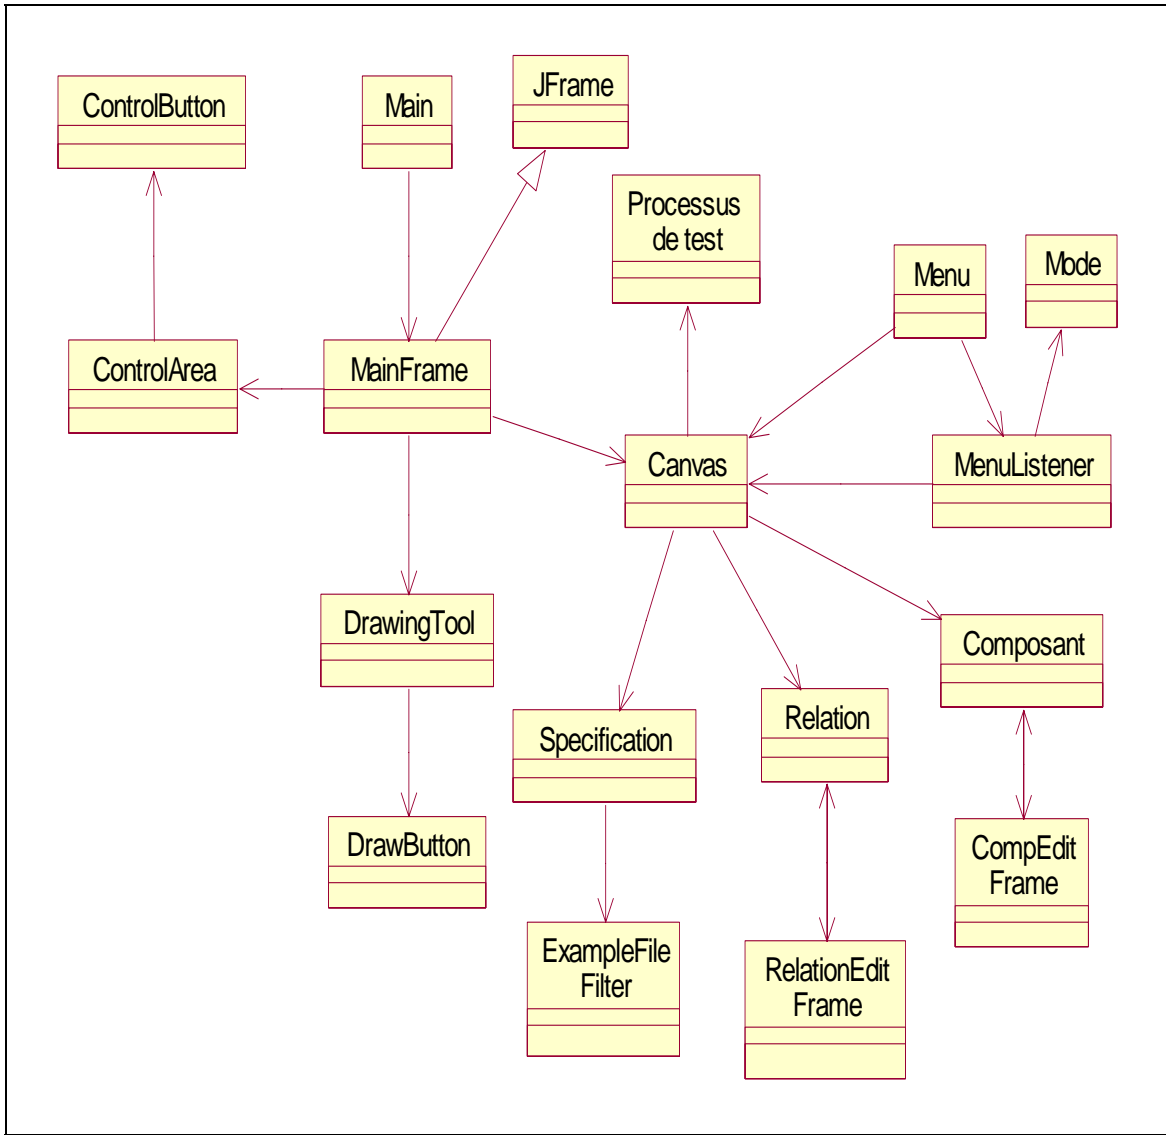 ControlButton
Main
JFrame
Processus
de test
Menu
Mode
ControlArea
MainFrame
Canvas
MenuListener
DrawingTool
Composant
Specification
Relation
DrawButton
CompEdit
Frame
ExampleFile
Filter
RelationEdit
Frame